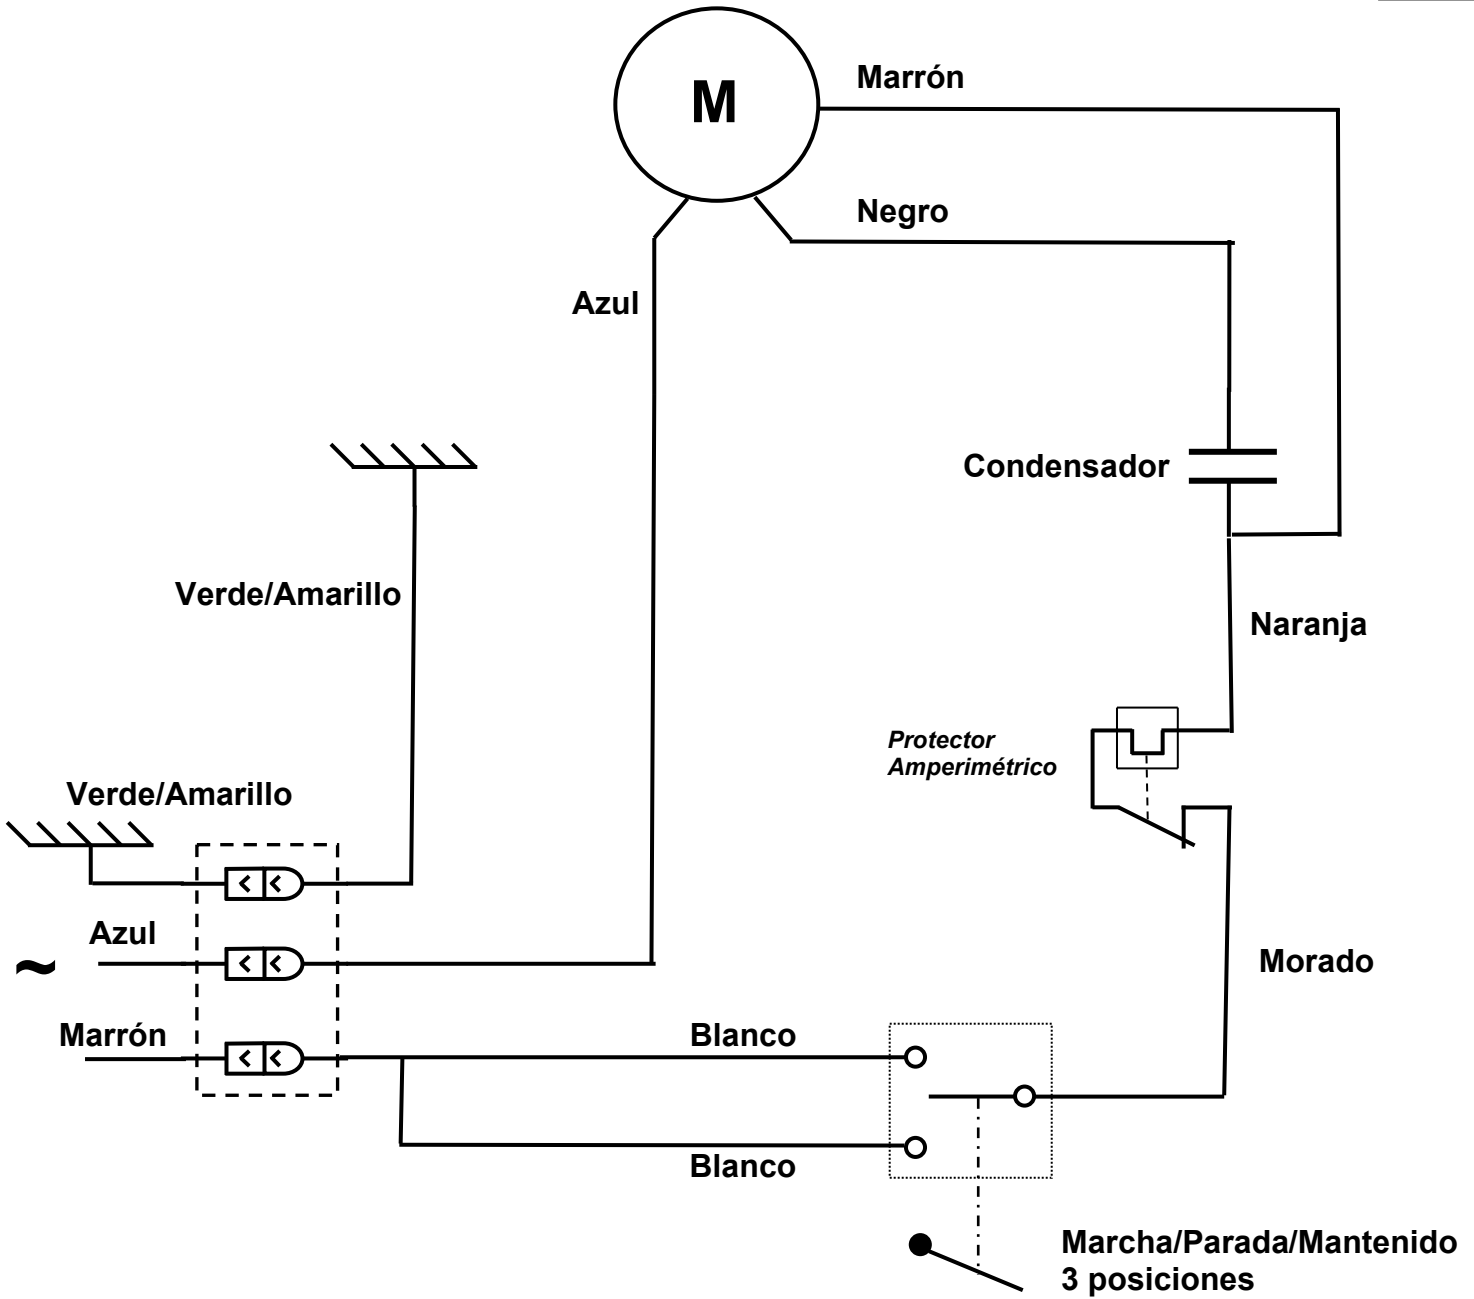 M
Marrón
Negro
Azul
Condensador
Verde/Amarillo
Naranja
Protector
Amperimétrico
Verde/Amarillo
Azul
~
Morado
Marrón
Blanco
Blanco
Marcha/Parada/Mantenido
3 posiciones